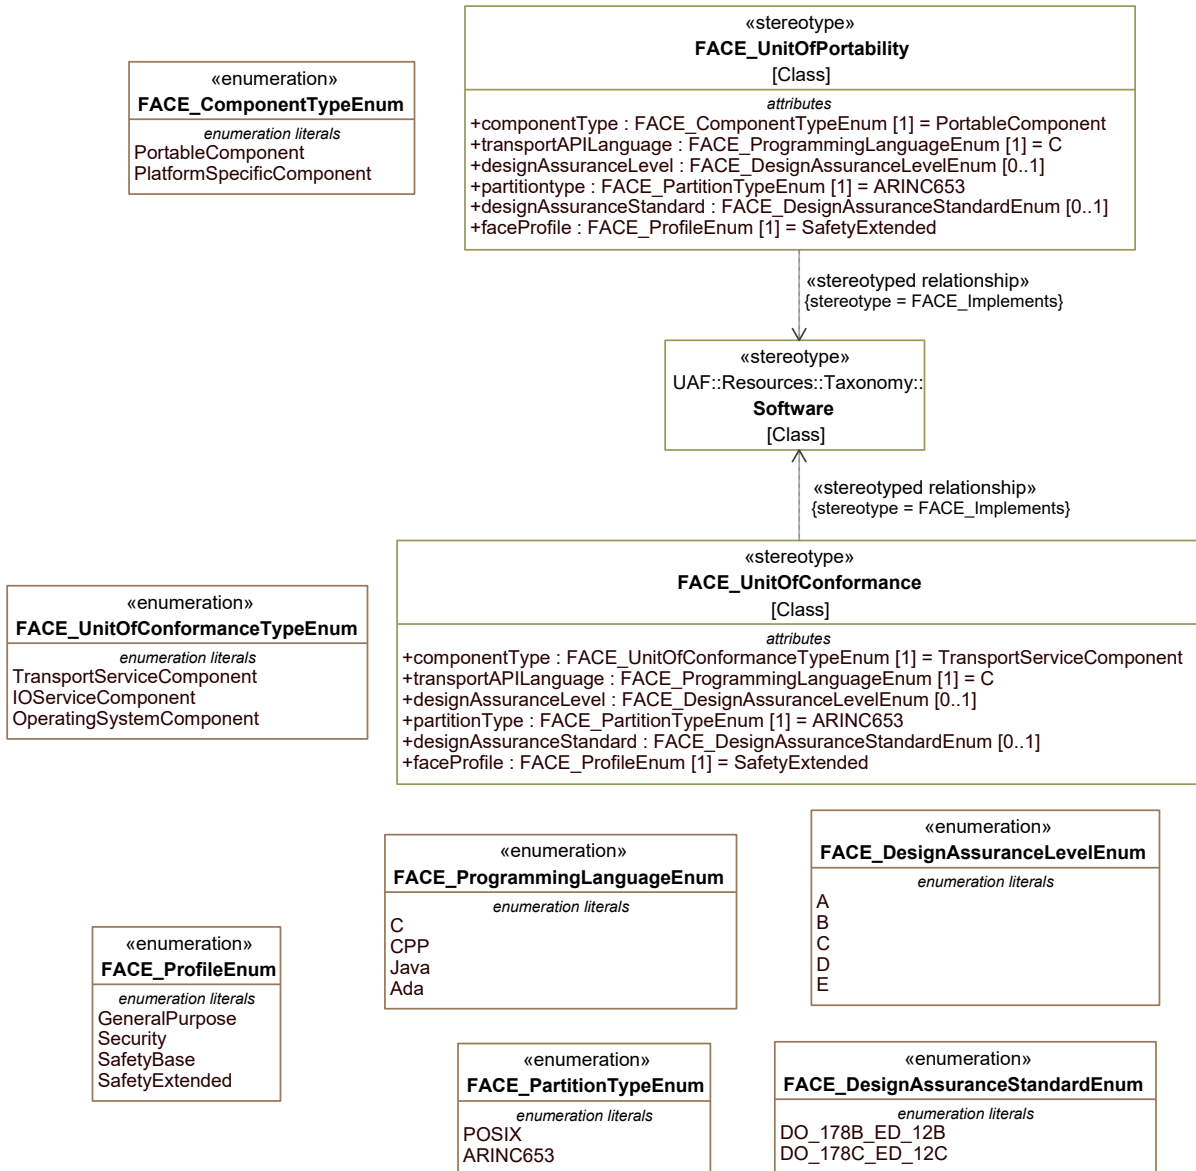 «stereotype»
FACE_UnitOfPortability
[Class]
attributes
+componentType : FACE_ComponentTypeEnum [1] = PortableComponent
+transportAPILanguage : FACE_ProgrammingLanguageEnum [1] = C
+designAssuranceLevel : FACE_DesignAssuranceLevelEnum [0..1]
+partitiontype : FACE_PartitionTypeEnum [1] = ARINC653
+designAssuranceStandard : FACE_DesignAssuranceStandardEnum [0..1]
+faceProfile : FACE_ProfileEnum [1] = SafetyExtended
«enumeration»
FACE_ComponentTypeEnum
enumeration literals
PortableComponent
PlatformSpecificComponent
«stereotyped relationship»
{stereotype = FACE_Implements}
«stereotype»
UAF::Resources::Taxonomy::
Software
[Class]
«stereotyped relationship»
{stereotype = FACE_Implements}
«stereotype»
FACE_UnitOfConformance
[Class]
attributes
+componentType : FACE_UnitOfConformanceTypeEnum [1] = TransportServiceComponent
+transportAPILanguage : FACE_ProgrammingLanguageEnum [1] = C
+designAssuranceLevel : FACE_DesignAssuranceLevelEnum [0..1]
+partitionType : FACE_PartitionTypeEnum [1] = ARINC653
+designAssuranceStandard : FACE_DesignAssuranceStandardEnum [0..1]
+faceProfile : FACE_ProfileEnum [1] = SafetyExtended
«enumeration»
FACE_UnitOfConformanceTypeEnum
enumeration literals
TransportServiceComponent
IOServiceComponent
OperatingSystemComponent
«enumeration»
FACE_ProgrammingLanguageEnum
enumeration literals
C
CPP
Java
Ada
«enumeration»
FACE_DesignAssuranceLevelEnum
enumeration literals
A
B
C
D
E
«enumeration»
FACE_ProfileEnum
enumeration literals
GeneralPurpose
Security
SafetyBase
SafetyExtended
«enumeration»
FACE_PartitionTypeEnum
enumeration literals
POSIX
ARINC653
«enumeration»
FACE_DesignAssuranceStandardEnum
enumeration literals
DO_178B_ED_12B
DO_178C_ED_12C